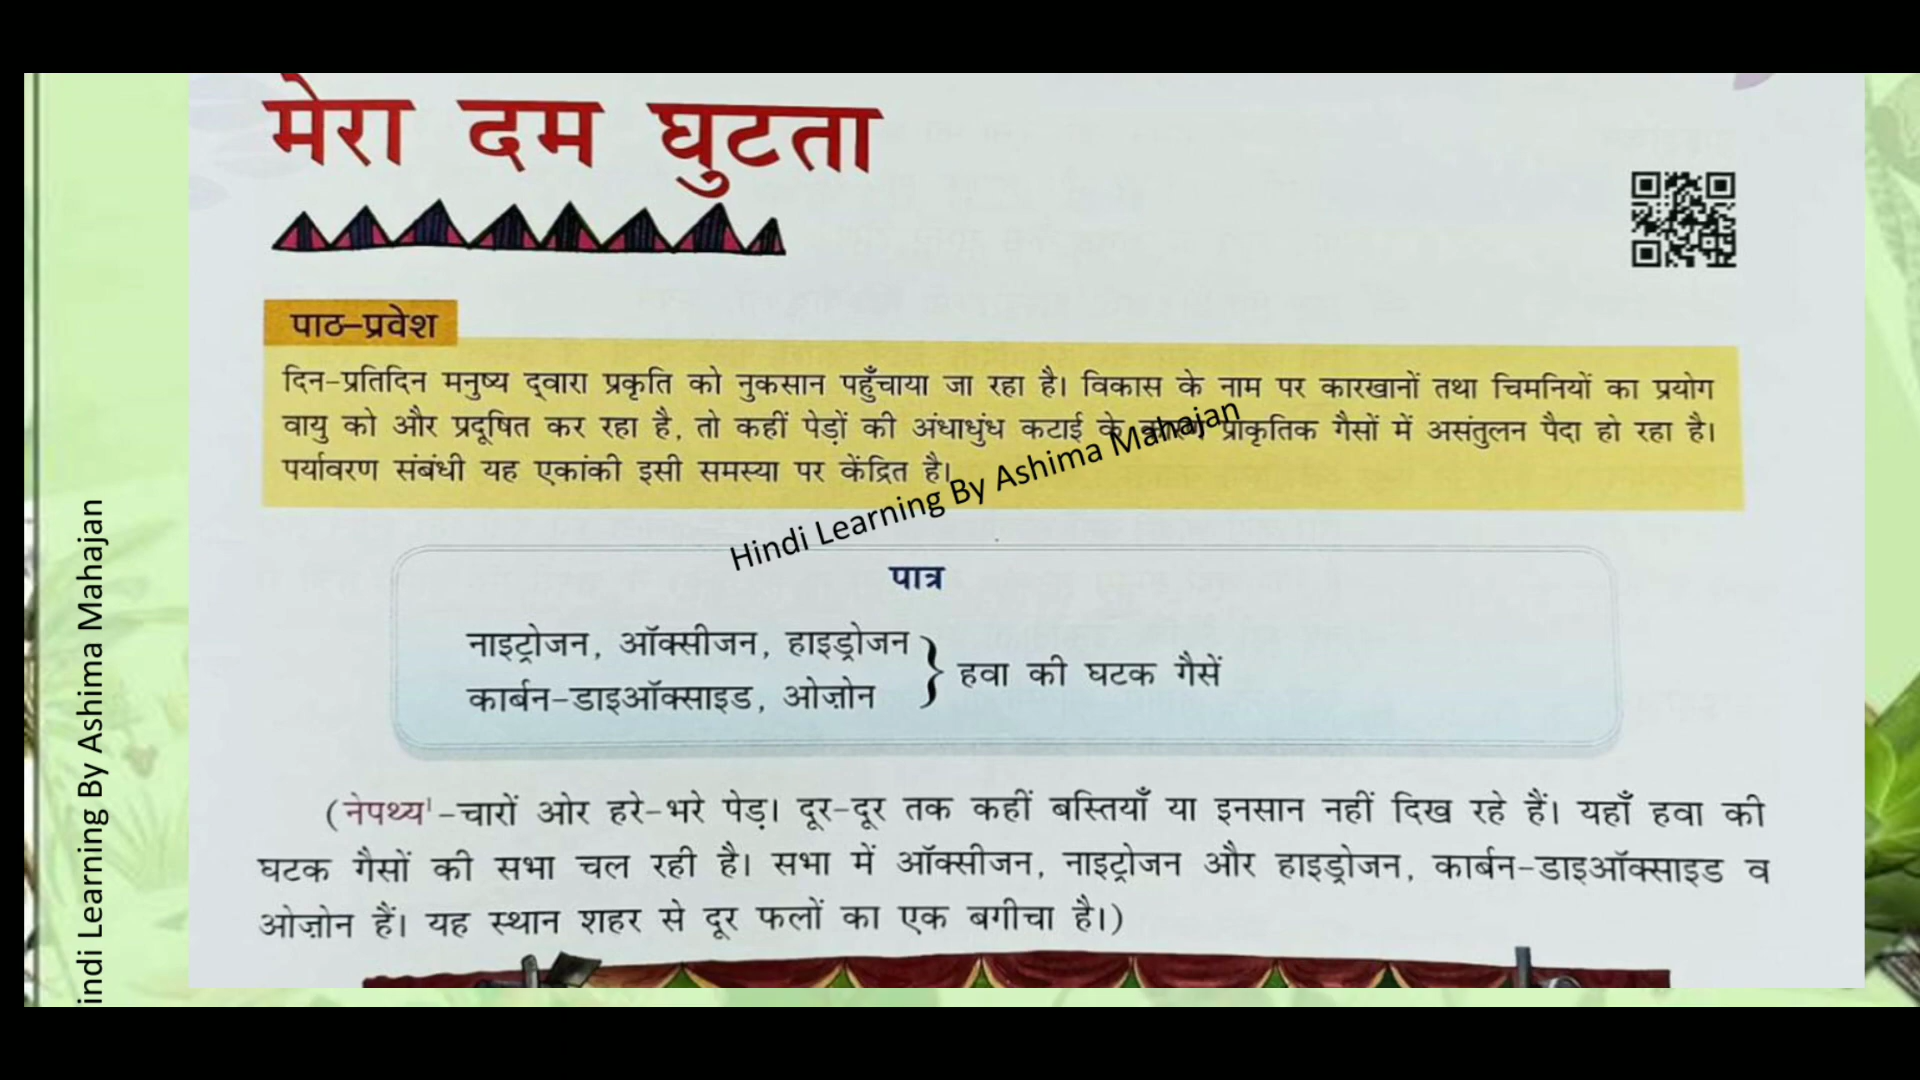 मेरा दम घुटता
पाठ-प्रवेश
दिन-प्रतिदिन मनुष्य द्वारा प्रकृति को नुकसान पहुँचाया जा रहा है। विकास के नाम पर कारखानों तथा चिमनियों का प्रयोग
वायु को और प्रदूषित कर रहा है, तो कहीं पेड़ों की अंधाधुंध कटाई के प्राकृतिक गैसों में असंतुलन पैदा हो रहा है।
पर्यावरण संबंधी यह एकांकी इसी समस्या पर केंद्रित है।
Hindi Learning By Ashima Mahajan
पात्र
नाइट्रोजन, ऑक्सीजन, हाइड्रोजन
कार्बन-डाइऑक्साइड, ओज़ोन
} हवा की घटक गैसें
(नेपथ्य¹-चारों ओर हरे-भरे पेड़। दूर-दूर तक कहीं बस्तियाँ या इनसान नहीं दिख रहे हैं। यहाँ हवा की
घटक गैसों की सभा चल रही है। सभा में ऑक्सीजन, नाइट्रोजन और हाइड्रोजन, कार्बन-डाइऑक्साइड व
ओज़ोन हैं। यह स्थान शहर से दूर फलों का एक बगीचा है।)
indi Learning By Ashima Mahajan